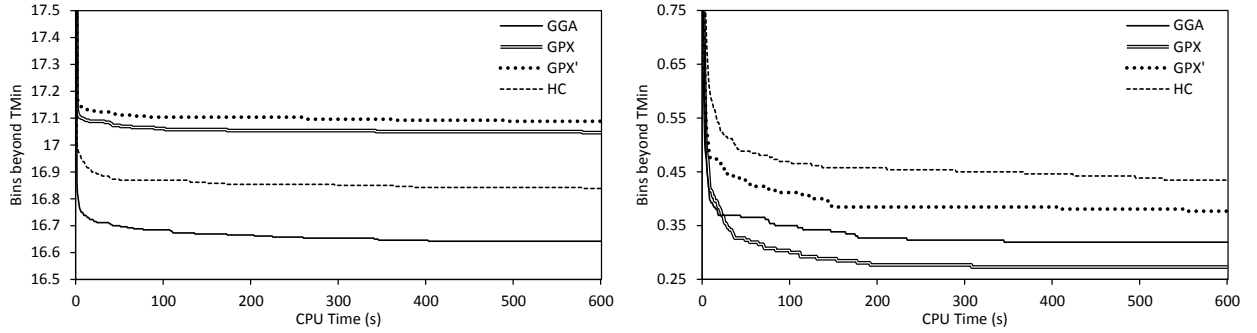 17.5
17.4
17.3
17.2
17.1
17
16.9
16.8
16.7
16.6
16.5
Bins beyond TMin
0
100
200
300
400
500
600
CPU Time (s)
GGA
GPX
GPX'
HC
0.75
0.65
0.55
0.45
0.35
0.25
Bins beyond TMin
0
100
200
300
400
500
600
CPU Time (s)
GGA
GPX
GPX'
HC